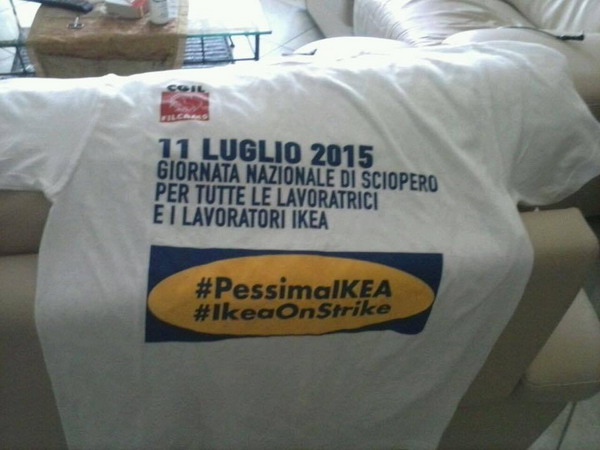 CGIL
FILCAMS
11 LUGLIO 2015
GIORNATA NAZIONALE DI SCIOPERO
PER TUTTE LE LAVORATRICI
E I LAVORATORI IKEA
#PessimaIKEA
#IkeaOnStrike